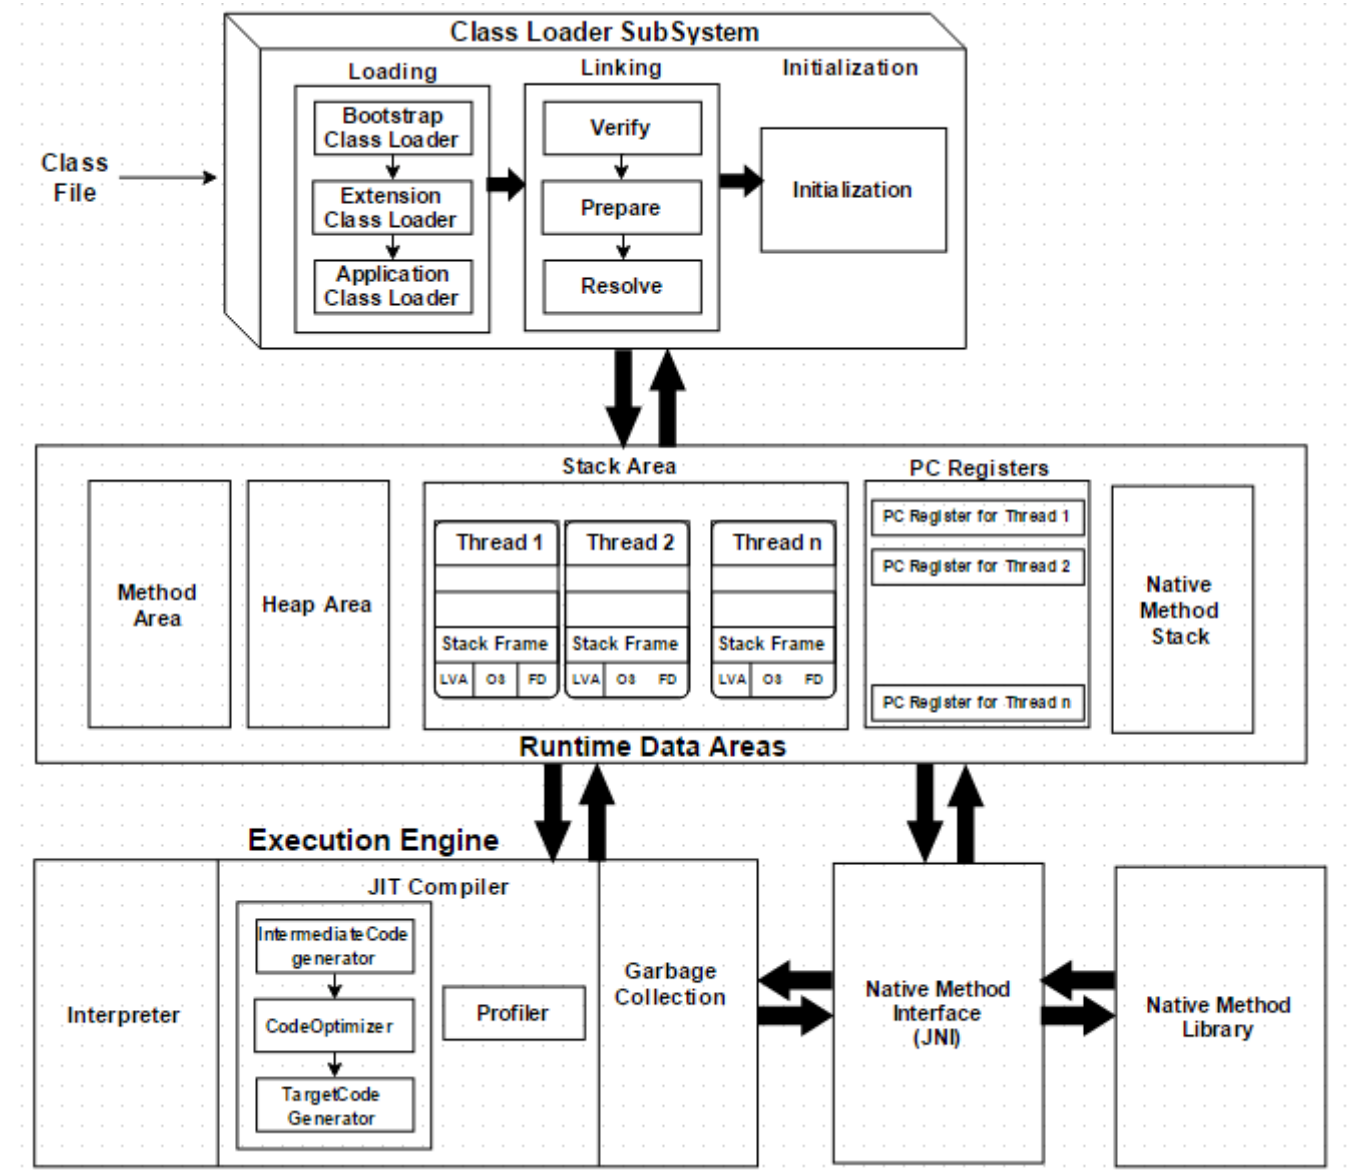 Class Loader SubSystem
Loading
Linking
Initialization
Bootstrap
Class Loader
Extension
Class Loader
Application
Class Loader
Verify
Prepare
Resolve
Initialization
Class
File
Stack Area
PC Registers
Method
Area
Heap Area
Thread 1
Stack Frame
LVA OS FD
Thread 2
Stack Frame
LVA OS FD
Thread n
Stack Frame
LVA OS FD
PC Register for Thread 1
PC Register for Thread 2
PC Register for Thread n
Native
Method
Stack
Runtime Data Areas
Execution Engine
Interpreter
JIT Compiler
IntermediateCode
generator
CodeOptimizer
TargetCode
Generator
Profiler
Garbage
Collection
Native Method
Interface
(JNI)
Native Method
Library